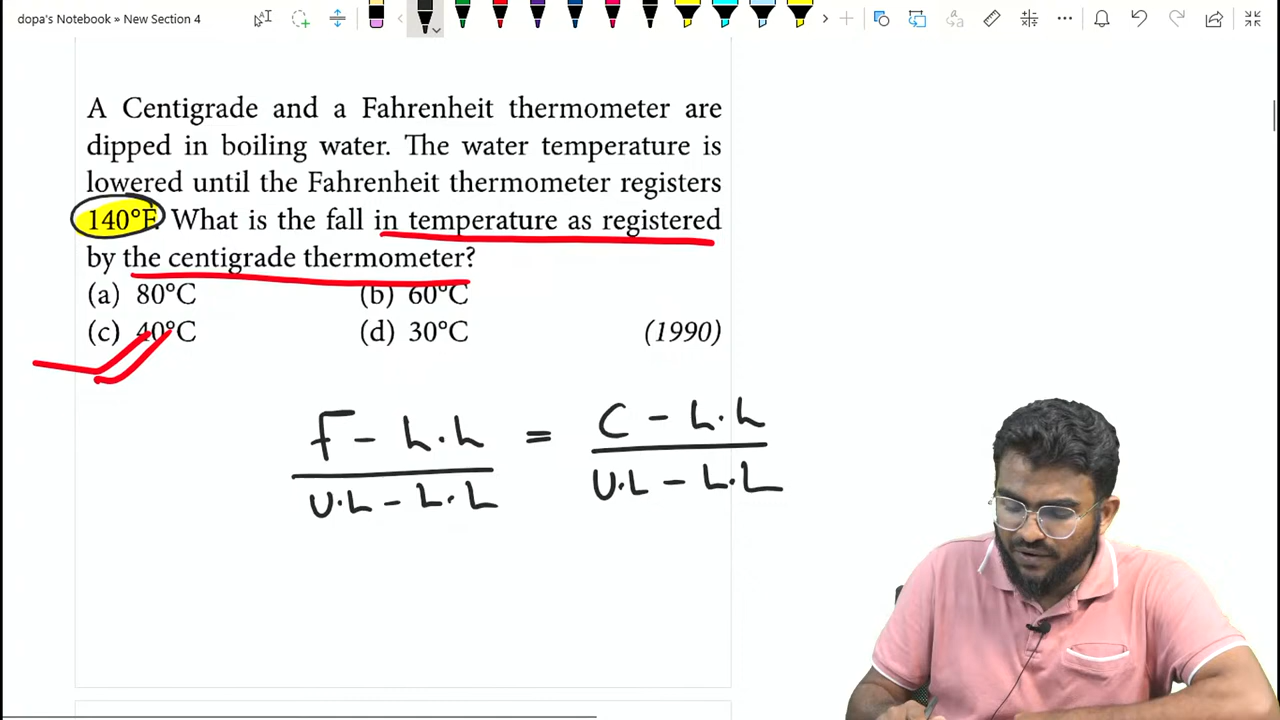 dopa's Notebook » New Section 4
A Centigrade and a Fahrenheit thermometer are
dipped in boiling water. The water temperature is
lowered until the Fahrenheit thermometer registers
140°F. What is the fall in temperature as registered
by the centigrade thermometer?
(a) 80°C (b) 60°C
(c) 40°C (d) 30°C (1990)
F - L.L = C - L.L
U.L - L.L U.L - L.L